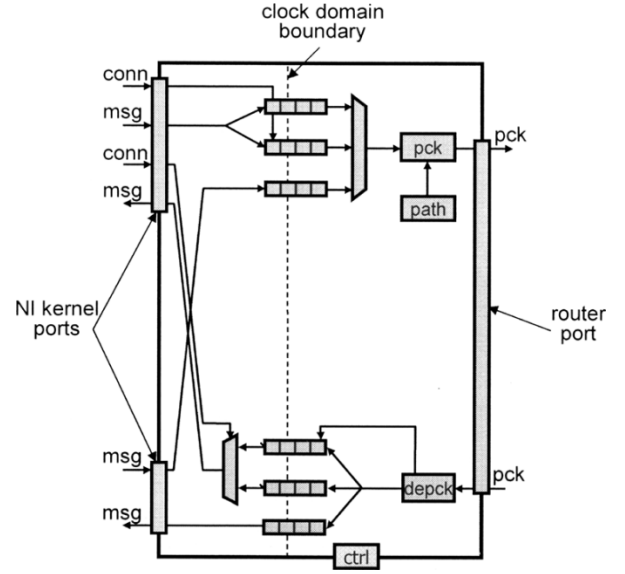 clock domain
boundary
conn
msg
conn
msg
pck
pck
path
NI kernel
ports
router
port
msg
msg
depck
pck
ctrl